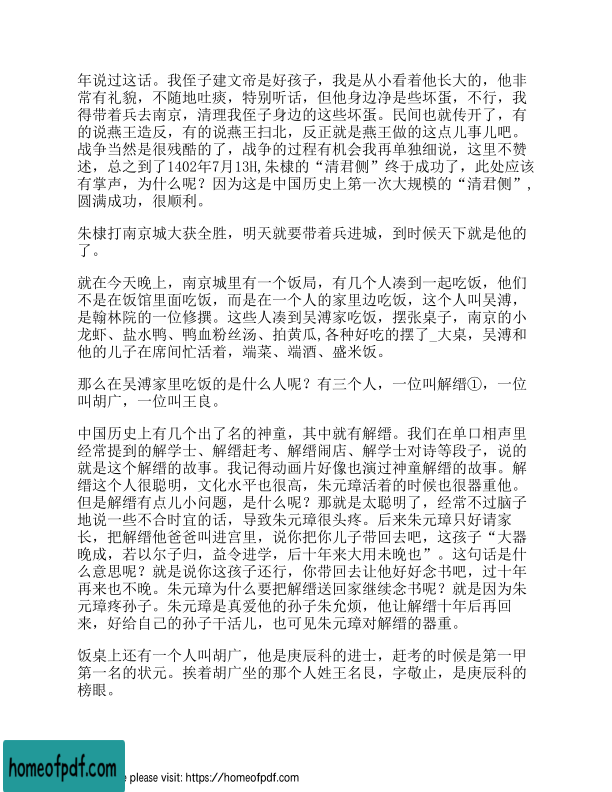 年说过这话。我侄子建文帝是好孩子，我是从小看着他长大的，他非
常有礼貌，不随地吐痰，特别听话，但他身边净是些坏蛋，不行，我
得带着兵去南京，清理我侄子身边的这些坏蛋。民间也就传开了，有
的说燕王造反，有的说燕王扫北，反正就是燕王做的这点儿事儿吧。
战争当然是很残酷的了，战争的过程有机会我再单独细说，这里不赘
述，总之到了1402年7月13H,朱棣的“清君侧”终于成功了，此处应该
有掌声，为什么呢？因为这是中国历史上第一次大规模的“清君侧”,
圆满成功，很顺利。
朱棣打南京城大获全胜，明天就要带着兵进城，到时候天下就是他的
了。
就在今天晚上，南京城里有一个饭局，有几个人凑到一起吃饭，他们
不是在饭馆里面吃饭，而是在一个人的家里边吃饭，这个人叫吴溥，
是翰林院的一位修撰。这些人凑到吴溥家吃饭，摆张桌子，南京的小
龙虾、盐水鸭、鸭血粉丝汤、拍黄瓜,各种好吃的摆了_大桌，吴溥和
他的儿子在席间忙活着，端菜、端酒、盛米饭。
那么在吴溥家里吃饭的是什么人呢？有三个人，一位叫解缙①，一位
叫胡广，一位叫王良。
中国历史上有几个出了名的神童，其中就有解缙。我们在单口相声里
经常提到的解学士、解缙赶考、解缙闹店、解学士对诗等段子，说的
就是这个解缙的故事。我记得动画片好像也演过神童解缙的故事。解
缙这个人很聪明，文化水平也很高，朱元璋活着的时候也很器重他。
但是解缙有点儿小问题，是什么呢？那就是太聪明了，经常不过脑子
地说一些不合时宜的话，导致朱元璋很头疼。后来朱元璋只好请家
长，把解缙他爸爸叫进宫里，说你把你儿子带回去吧，这孩子“大器
晚成，若以尔子归，益令进学，后十年来大用未晚也”。这句话是什
么意思呢？就是说你这孩子还行，你带回去让他好好念书吧，过十年
再来也不晚。朱元璋为什么要把解缙送回家继续念书呢？就是因为朱
元璋疼孙子。朱元璋是真爱他的孙子朱允烦，他让解缙十年后再回
来，好给自己的孙子干活儿，也可见朱元璋对解缙的器重。
饭桌上还有一个人叫胡广，他是庚辰科的进士，赶考的时候是第一甲
第一名的状元。挨着胡广坐的那个人姓王名艮，字敬止，是庚辰科的
榜眼。
homeofpdf.com
e please visit: https://homeofpdf.com